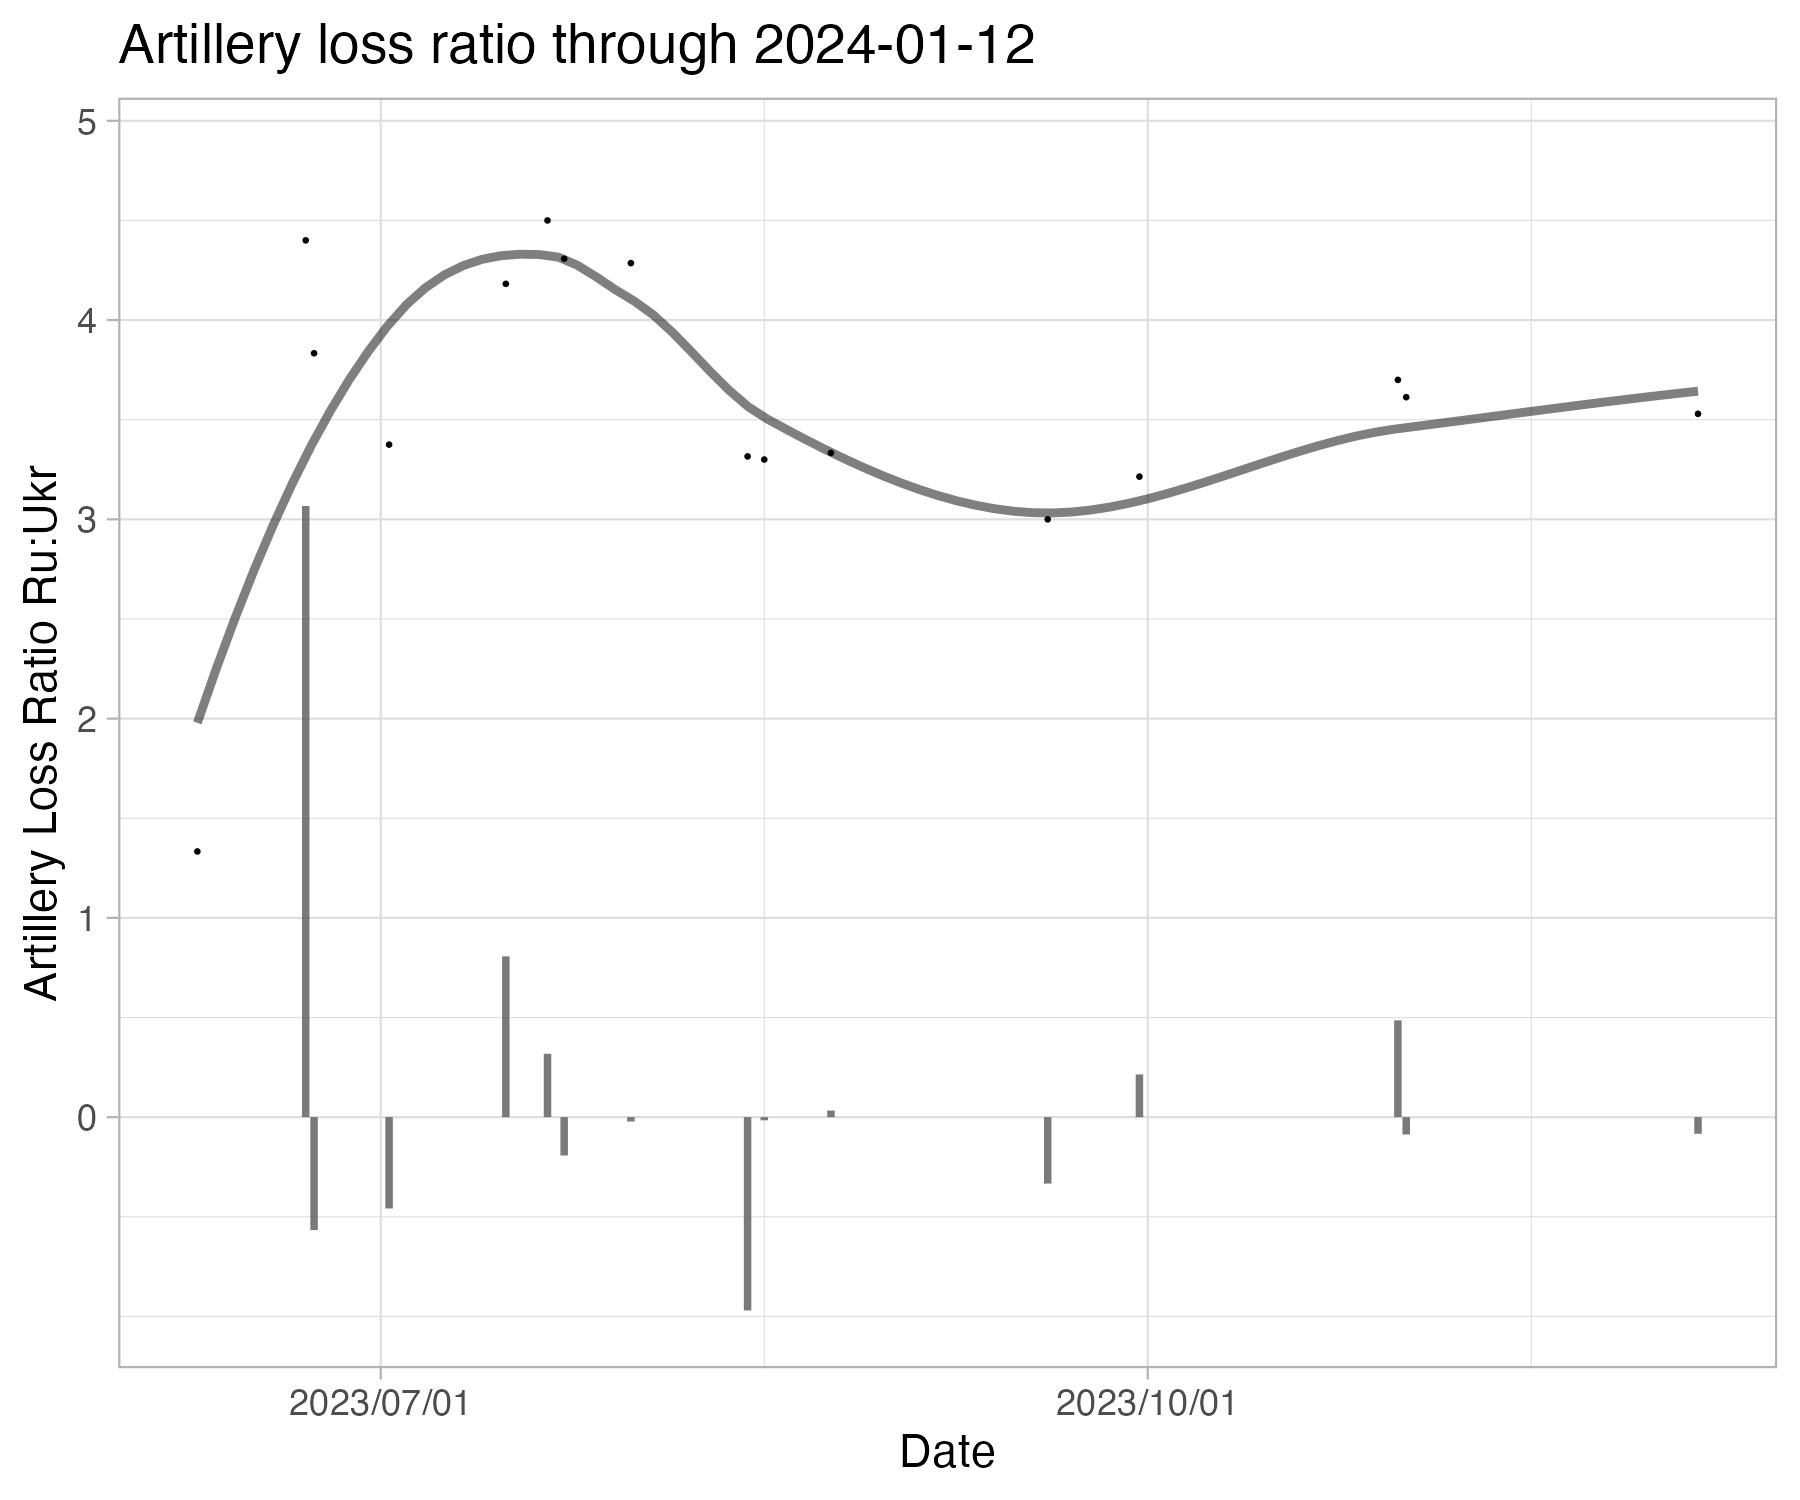 Artillery loss ratio through 2024-01-12
5
4
3
2
1
0
Artillery Loss Ratio Ru:Ukr
2023/07/01
2023/10/01
Date